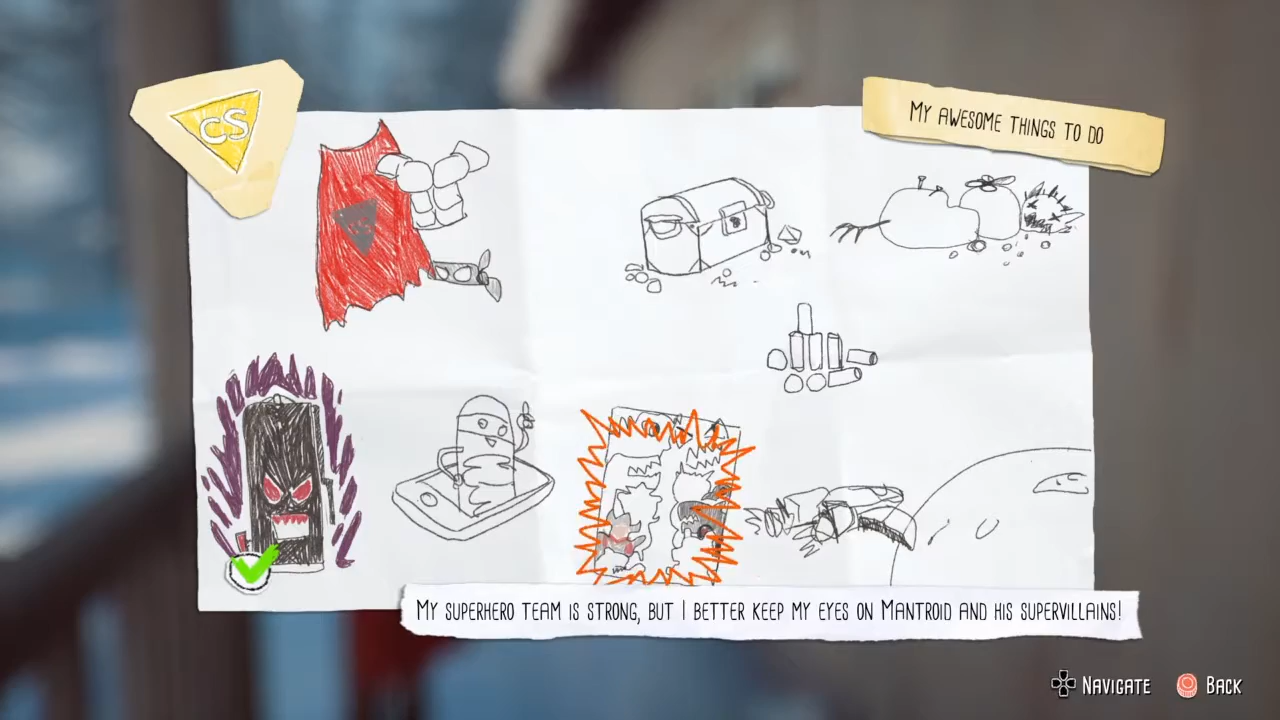 CS
MY AWESOME THINGS TO DO
CS
MY SUPERHERO TEAM IS STRONG, BUT I BETTER KEEP MY EYES ON MANTROID AND HIS SUPERVILLAINS!
NAVIGATE
BACK